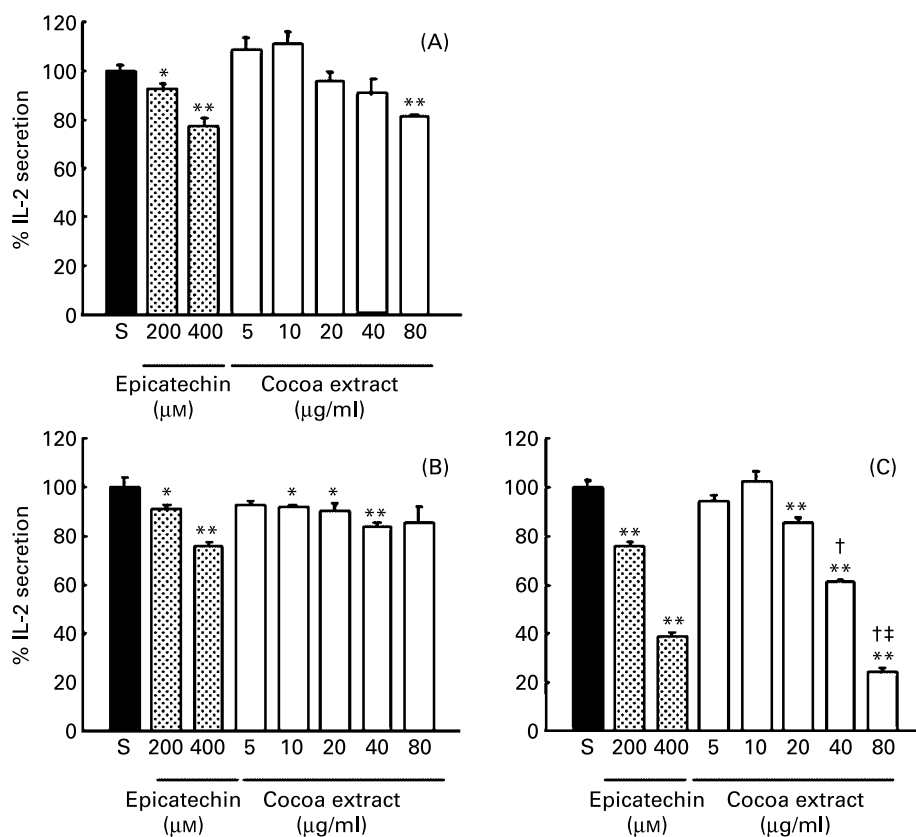 120
(A)
100
*
**
**
80
60
40
20
0
% IL-2 secretion
S 200 400 5 10 20 40 80
Epicatechin Cocoa extract
(µM) (µg/ml)
120
(B)
100
*
*
*
**
**
80
60
40
20
0
% IL-2 secretion
S 200 400 5 10 20 40 80
Epicatechin Cocoa extract
(µM) (µg/ml)
120
(C)
100
**
**
80
†
**
60
**
40
†‡
**
20
0
S 200 400 5 10 20 40 80
Epicatechin Cocoa extract
(µM) (µg/ml)